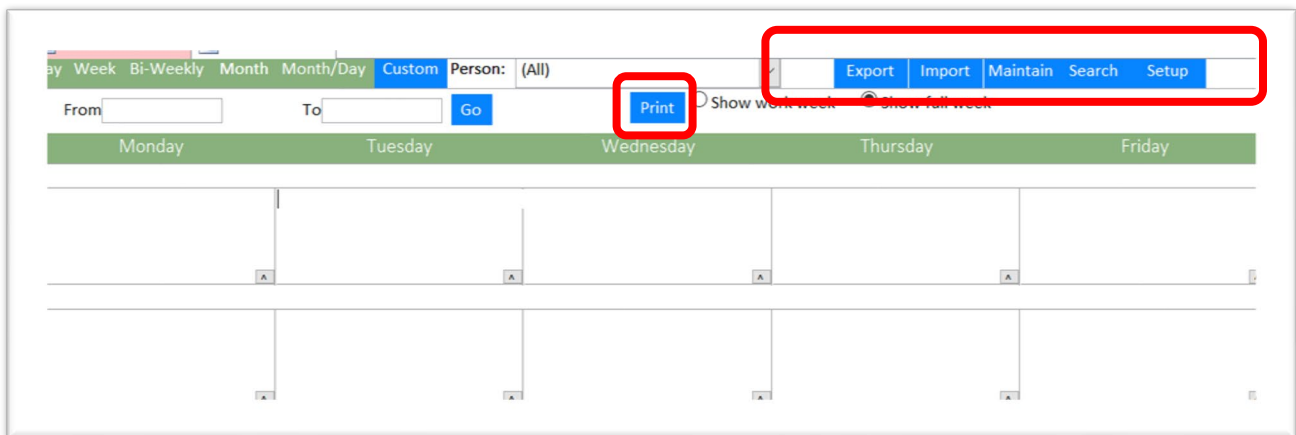 ay Week Bi-Weekly Month Month/Day Custom Person: (All) Export Import Maintain Search Setup
From To Go Print Show work week Show full week
Monday Tuesday Wednesday Thursday Friday